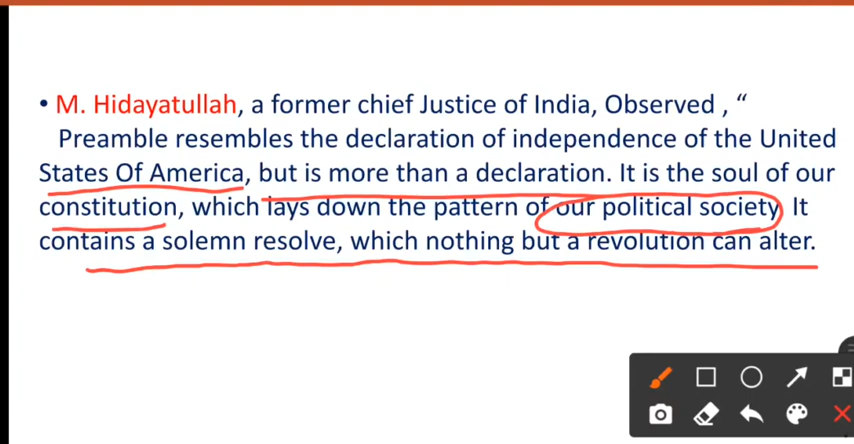 • M. Hidayatullah, a former chief Justice of India, Observed , “
Preamble resembles the declaration of independence of the United
States Of America, but is more than a declaration. It is the soul of our
constitution, which lays down the pattern of our political society. It
contains a solemn resolve, which nothing but a revolution can alter.